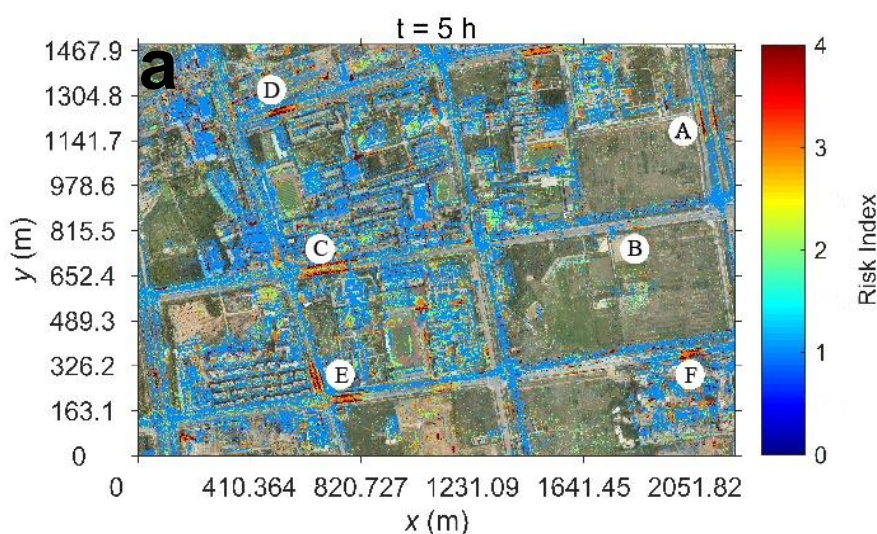 t = 5 h
a
1467.9
1304.8
1141.7
978.6
815.5
652.4
489.3
326.2
163.1
0
y (m)
D
A
C
B
E
F
0 410.364 820.727 1231.09 1641.45 2051.82
x (m)
4
3
2
1
0
Risk Index